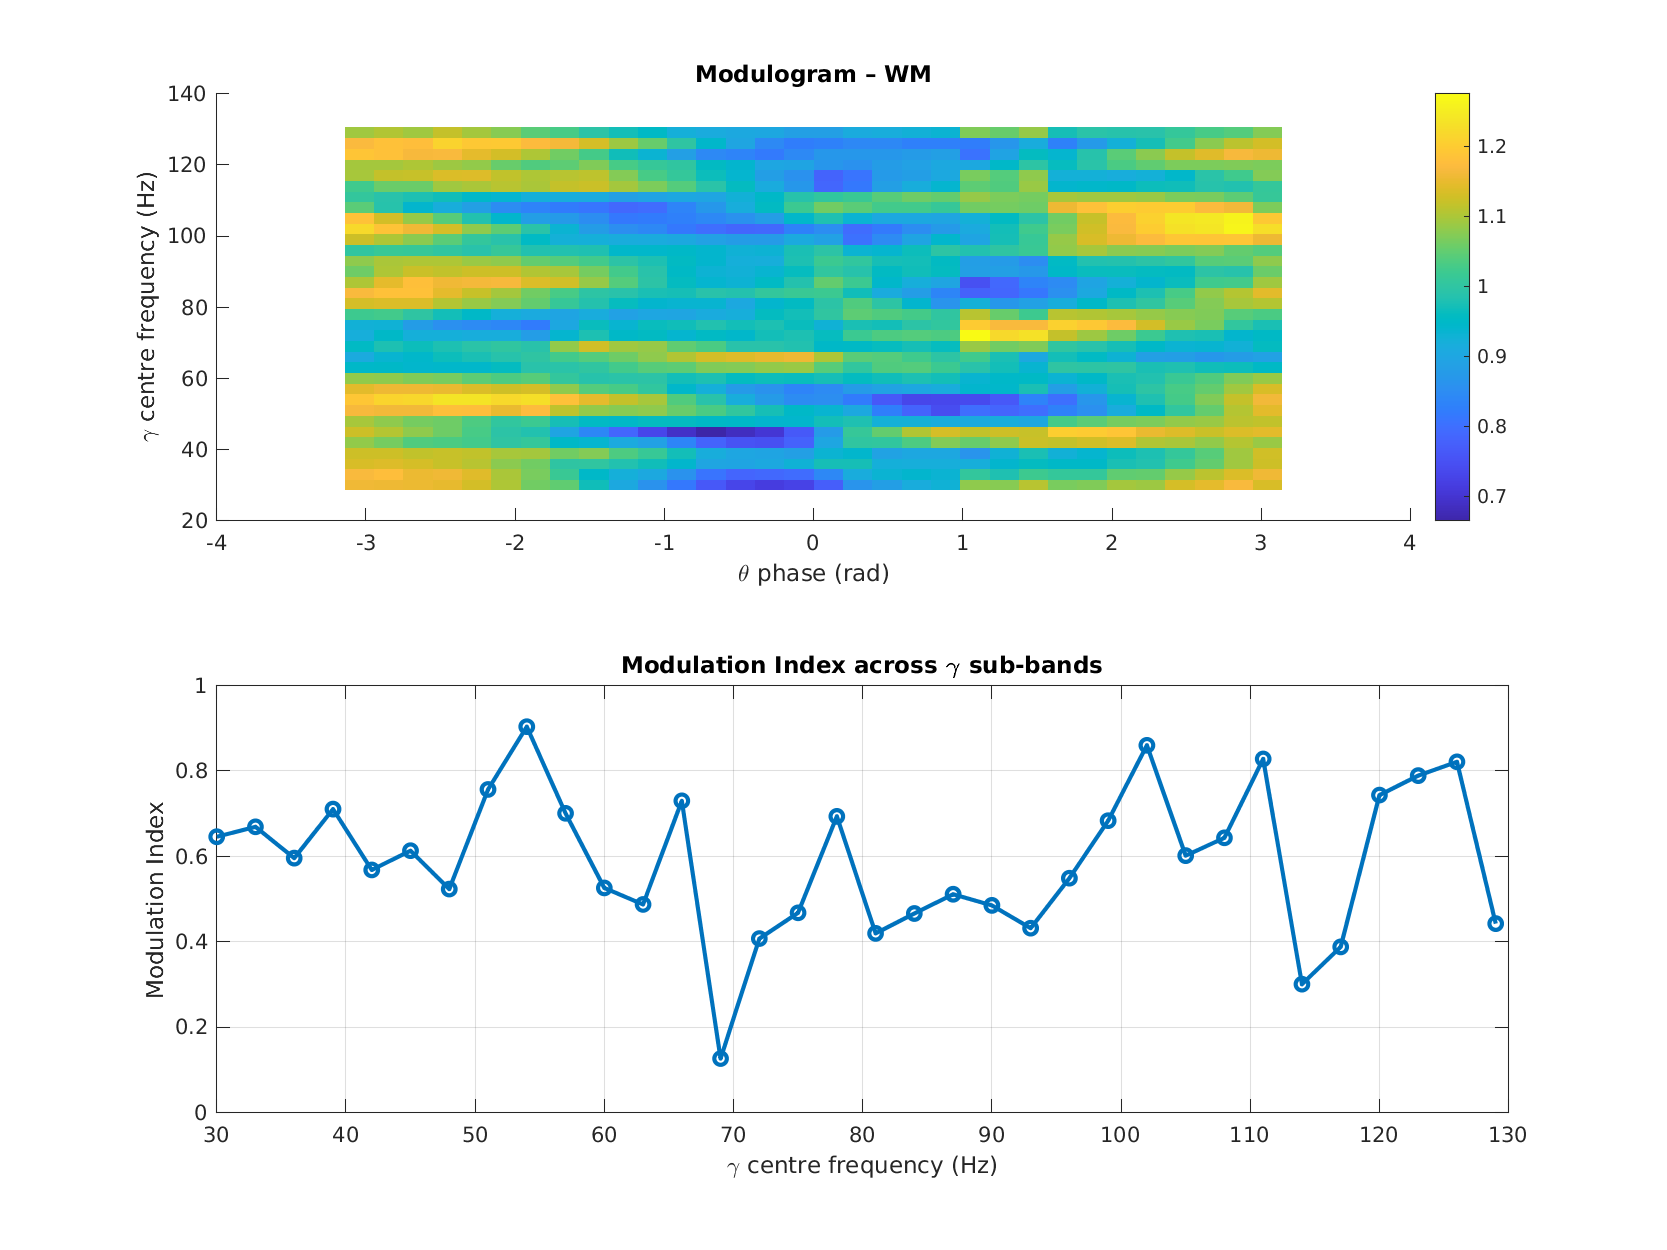 Modulogram – WM
140
120
100
80
60
40
20
γ centre frequency (Hz)
-4 -3 -2 -1 0 1 2 3 4
θ phase (rad)
1.2
1.1
1
0.9
0.8
0.7
Modulation Index across γ sub-bands
1
0.8
0.6
0.4
0.2
0
Modulation Index
30 40 50 60 70 80 90 100 110 120 130
γ centre frequency (Hz)